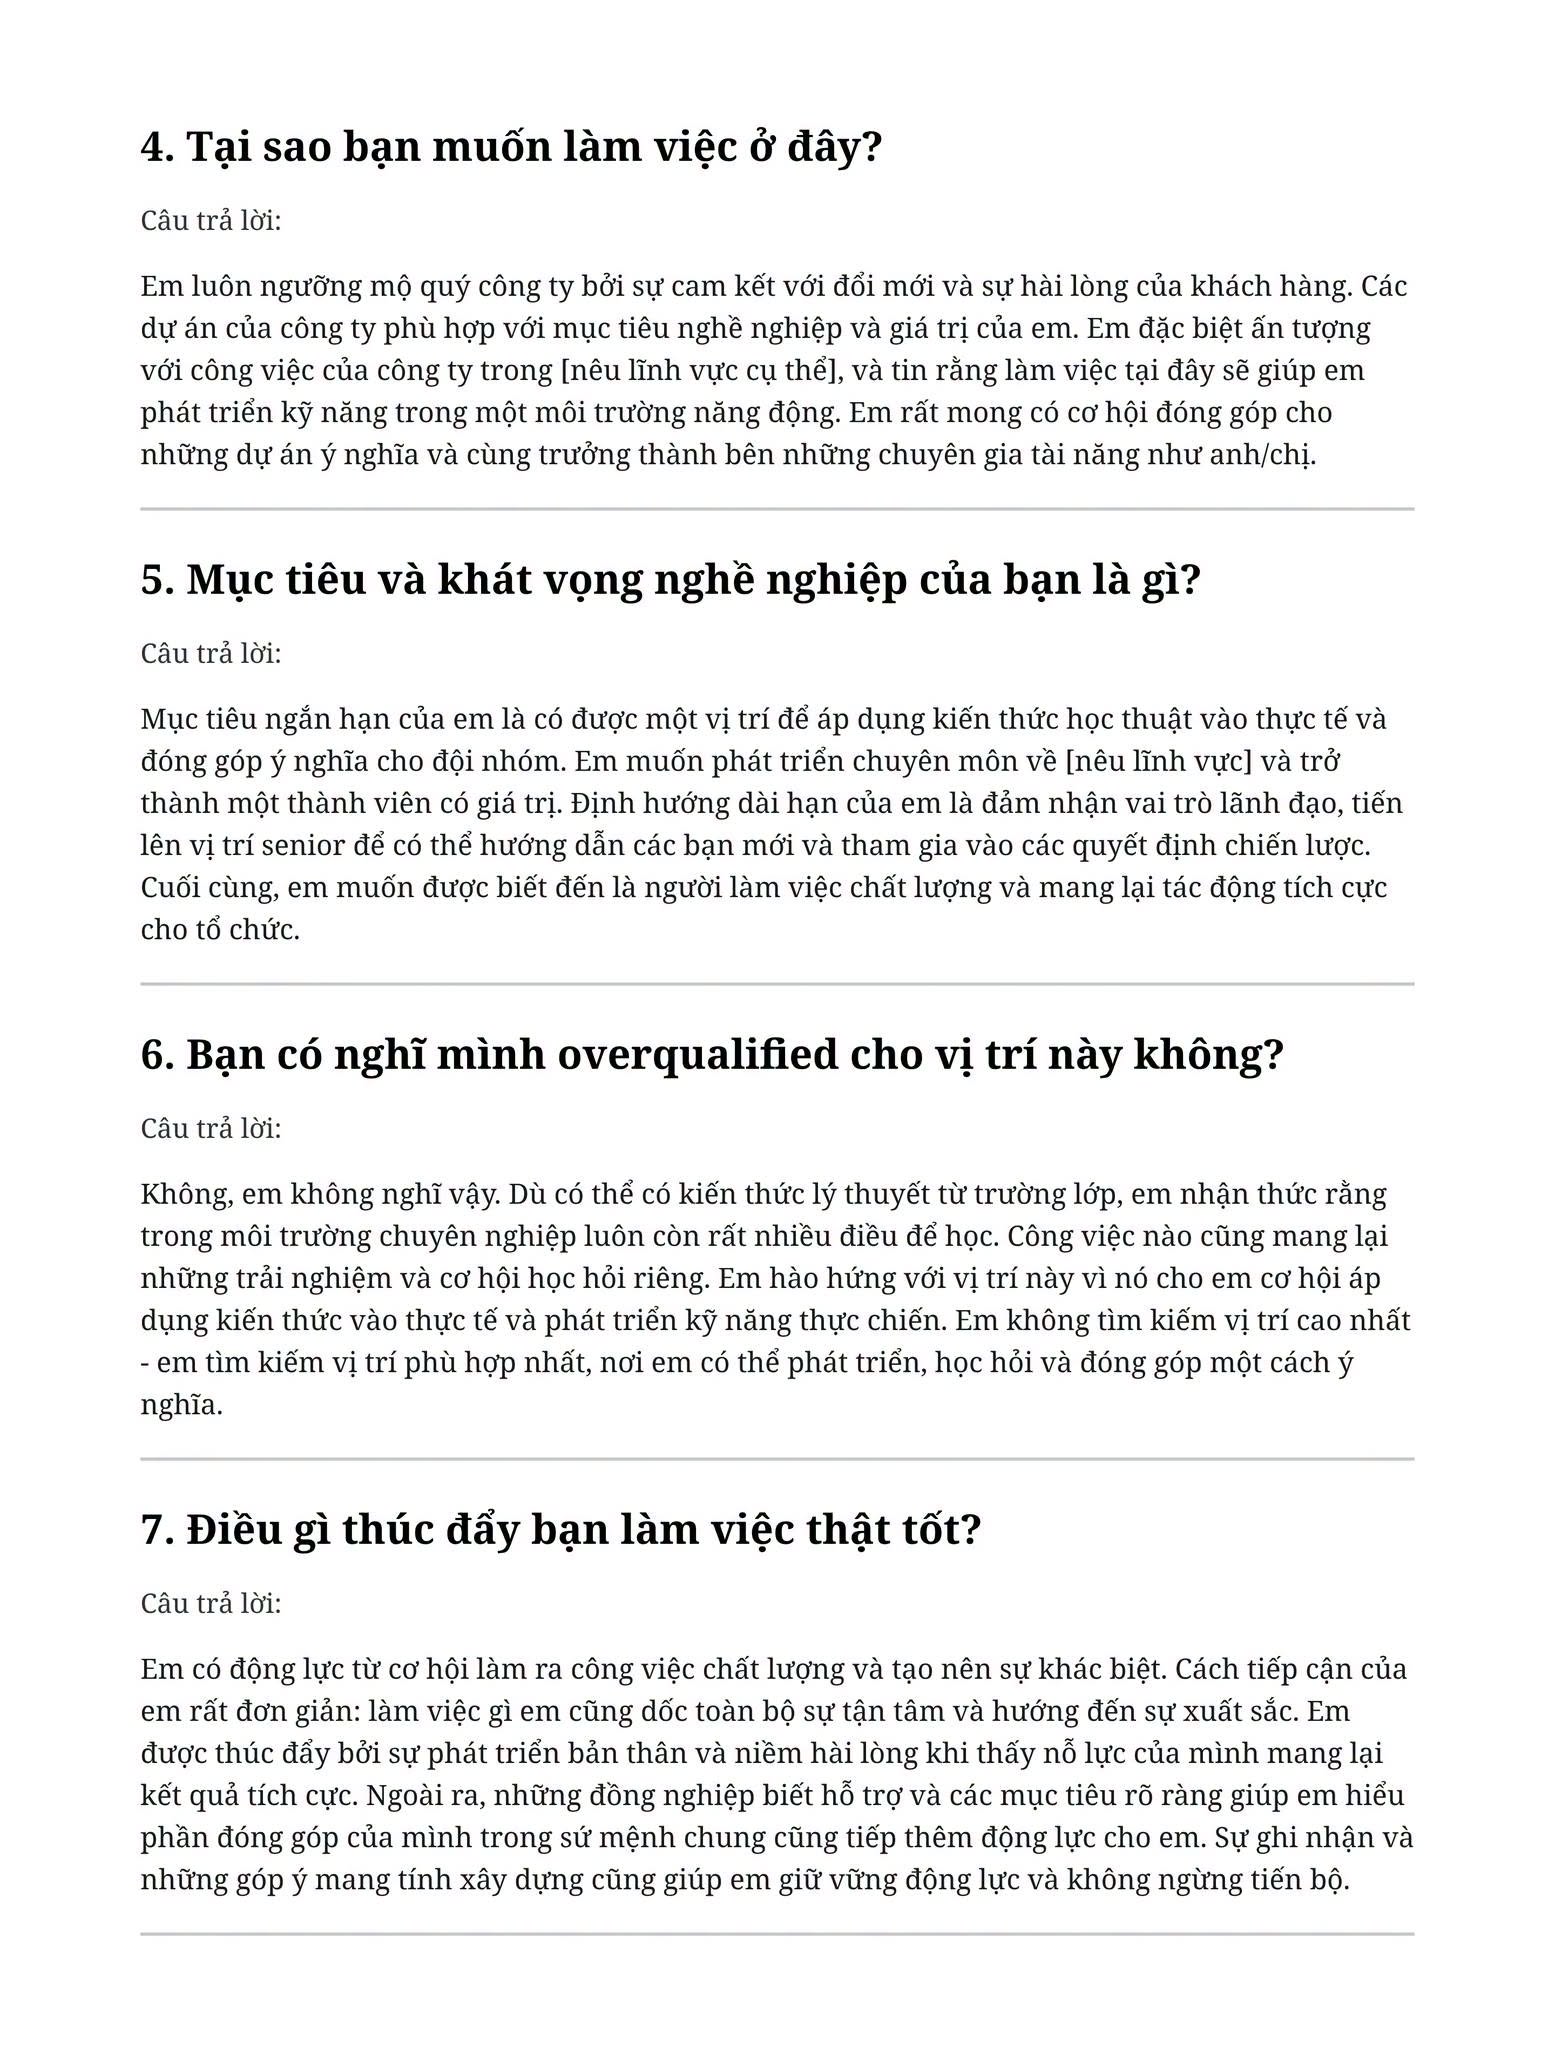 4. Tại sao bạn muốn làm việc ở đây?
Câu trả lời:
Em luôn ngưỡng mộ quý công ty bởi sự cam kết với đổi mới và sự hài lòng của khách hàng. Các
dự án của công ty phù hợp với mục tiêu nghề nghiệp và giá trị của em. Em đặc biệt ấn tượng
với công việc của công ty trong [nêu lĩnh vực cụ thể], và tin rằng làm việc tại đây sẽ giúp em
phát triển kỹ năng trong một môi trường năng động. Em rất mong có cơ hội đóng góp cho
những dự án ý nghĩa và cùng trưởng thành bên những chuyên gia tài năng như anh/chị.
5. Mục tiêu và khát vọng nghề nghiệp của bạn là gì?
Câu trả lời:
Mục tiêu ngắn hạn của em là có được một vị trí để áp dụng kiến thức học thuật vào thực tế và
đóng góp ý nghĩa cho đội nhóm. Em muốn phát triển chuyên môn về [nêu lĩnh vực] và trở
thành một thành viên có giá trị. Định hướng dài hạn của em là đảm nhận vai trò lãnh đạo, tiến
lên vị trí senior để có thể hướng dẫn các bạn mới và tham gia vào các quyết định chiến lược.
Cuối cùng, em muốn được biết đến là người làm việc chất lượng và mang lại tác động tích cực
cho tổ chức.
6. Bạn có nghĩ mình overqualified cho vị trí này không?
Câu trả lời:
Không, em không nghĩ vậy. Dù có thể có kiến thức lý thuyết từ trường lớp, em nhận thức rằng
trong môi trường chuyên nghiệp luôn còn rất nhiều điều để học. Công việc nào cũng mang lại
những trải nghiệm và cơ hội học hỏi riêng. Em hào hứng với vị trí này vì nó cho em cơ hội áp
dụng kiến thức vào thực tế và phát triển kỹ năng thực chiến. Em không tìm kiếm vị trí cao nhất
- em tìm kiếm vị trí phù hợp nhất, nơi em có thể phát triển, học hỏi và đóng góp một cách ý
nghĩa.
7. Điều gì thúc đẩy bạn làm việc thật tốt?
Câu trả lời:
Em có động lực từ cơ hội làm ra công việc chất lượng và tạo nên sự khác biệt. Cách tiếp cận của
em rất đơn giản: làm việc gì em cũng dốc toàn bộ sự tận tâm và hướng đến sự xuất sắc. Em
được thúc đẩy bởi sự phát triển bản thân và niềm hài lòng khi thấy nỗ lực của mình mang lại
kết quả tích cực. Ngoài ra, những đồng nghiệp biết hỗ trợ và các mục tiêu rõ ràng giúp em hiểu
phần đóng góp của mình trong sứ mệnh chung cũng tiếp thêm động lực cho em. Sự ghi nhận và
những góp ý mang tính xây dựng cũng giúp em giữ vững động lực và không ngừng tiến bộ.